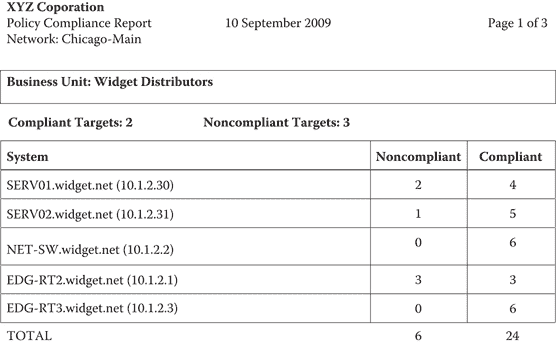 XYZ Coporation
Policy Compliance Report 10 September 2009 Page 1 of 3
Network: Chicago-Main
Business Unit: Widget Distributors
Compliant Targets: 2 Noncompliant Targets: 3
System Noncompliant Compliant
SERV01.widget.net (10.1.2.30) 2 4
SERV02.widget.net (10.1.2.31) 1 5
NET-SW.widget.net (10.1.2.2) 0 6
EDG-RT2.widget.net (10.1.2.1) 3 3
EDG-RT3.widget.net (10.1.2.3) 0 6
TOTAL 6 24